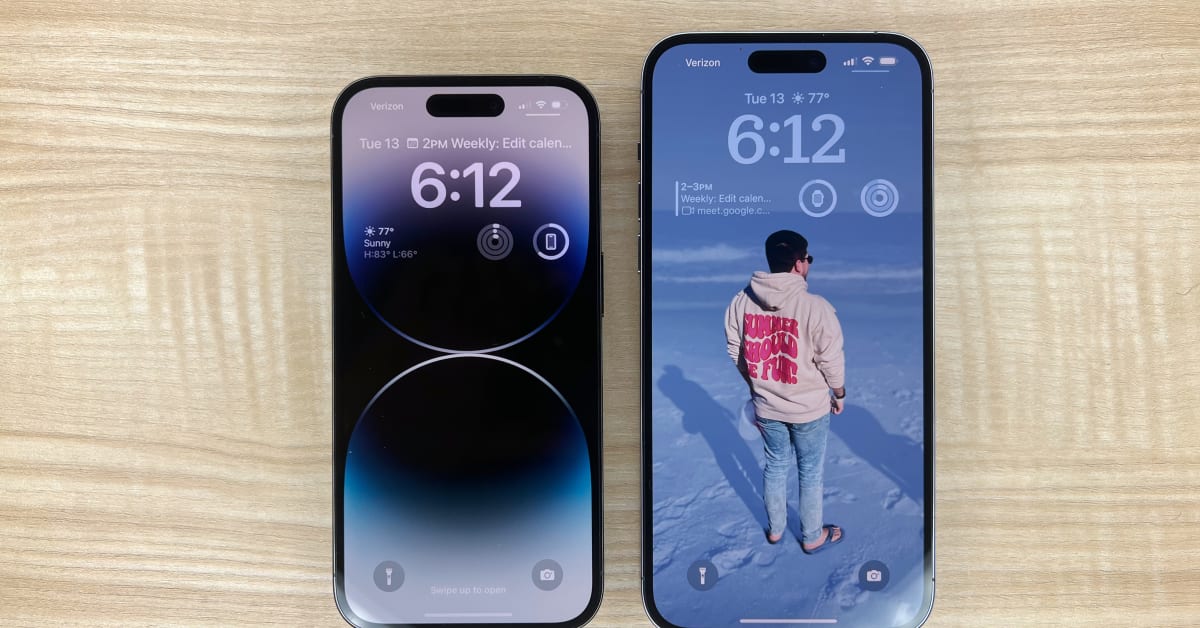 Verizon
Tue 13 2PM Weekly: Edit calen...
6:12
77°
Sunny
H:83° L:66°
Swipe up to open
Verizon
Tue 13 77°
6:12
2–3PM
Weekly: Edit calen...
meet.google.c...
SUMMER
SHOULD
BE FUN!